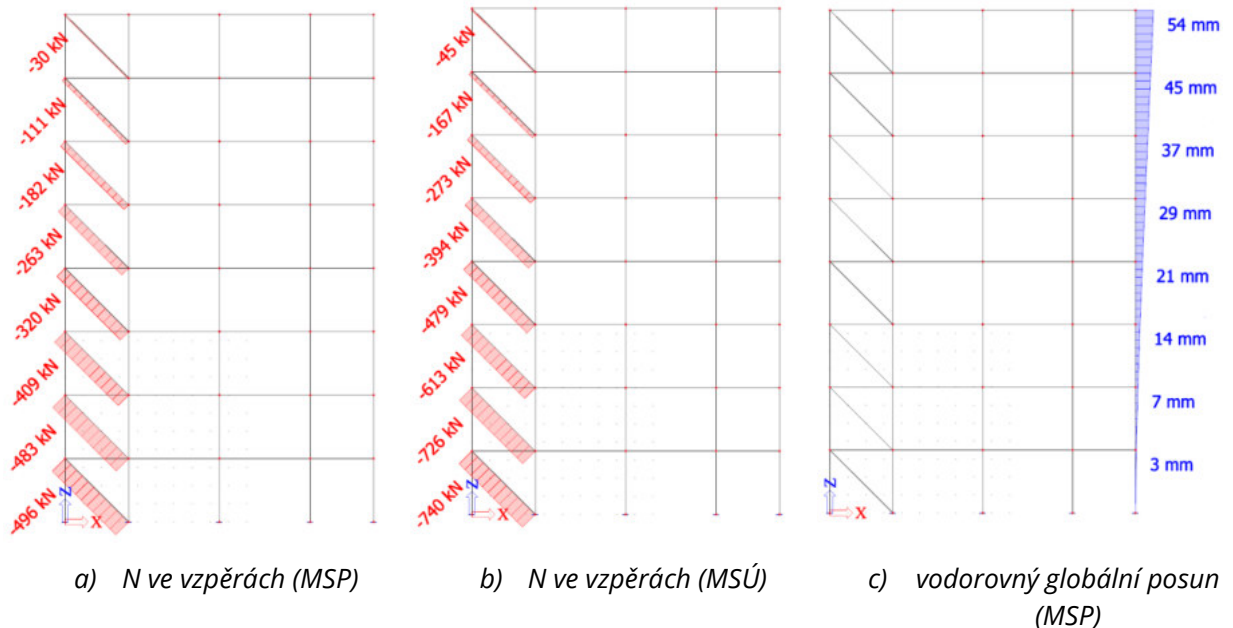 -30 kN
-111 kN
-182 kN
-263 kN
-320 kN
-409 kN
-483 kN
-496 kN
Z
X
a) N ve vzpěrách (MSP)
-45 kN
-167 kN
-273 kN
-394 kN
-479 kN
-613 kN
-726 kN
-740 kN
Z
X
b) N ve vzpěrách (MSÚ)
54 mm
45 mm
37 mm
29 mm
21 mm
14 mm
7 mm
3 mm
Z
X
c) vodorovný globální posun
(MSP)